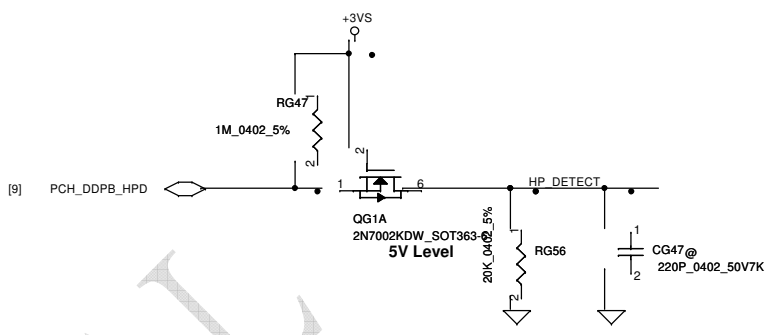 +3VS
RG47
1
1M_0402_5%
2
2
[9] PCH_DDPB_HPD
1
6
HP_DETECT
QG1A
2N7002KDW_SOT363-6
5V Level
20K_0402_5%
1
RG56
2
1
CG47@
220P_0402_50V7K
2